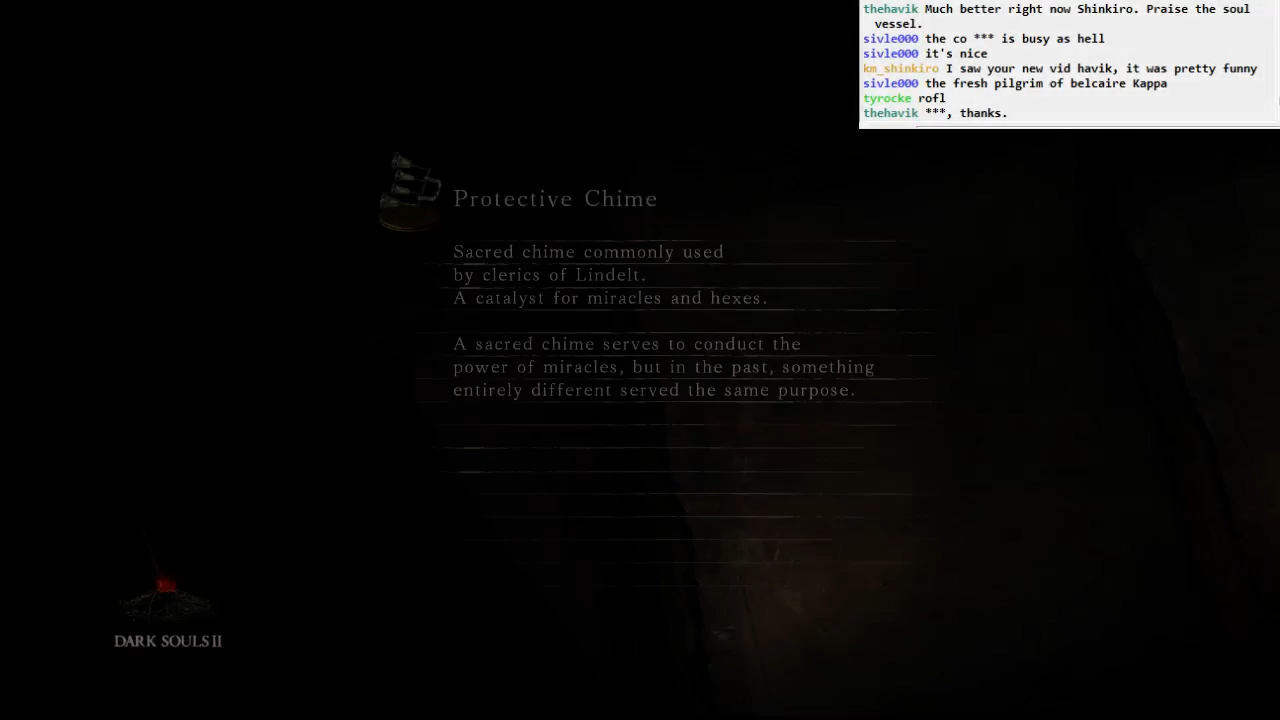 thehavik Much better right now Shinkiro. Praise the soul
vessel.
sivle000 the co *** is busy as hell
sivle000 it's nice
km_shinkiro I saw your new vid havik, it was pretty funny
sivle000 the fresh pilgrim of belcaire Kappa
tyrocke rofl
thehavik ***, thanks.
Protective Chime
Sacred chime commonly used
by clerics of Lindelt.
A catalyst for miracles and hexes.
A sacred chime serves to conduct the
power of miracles, but in the past, something
entirely different served the same purpose.
DARK SOULS II